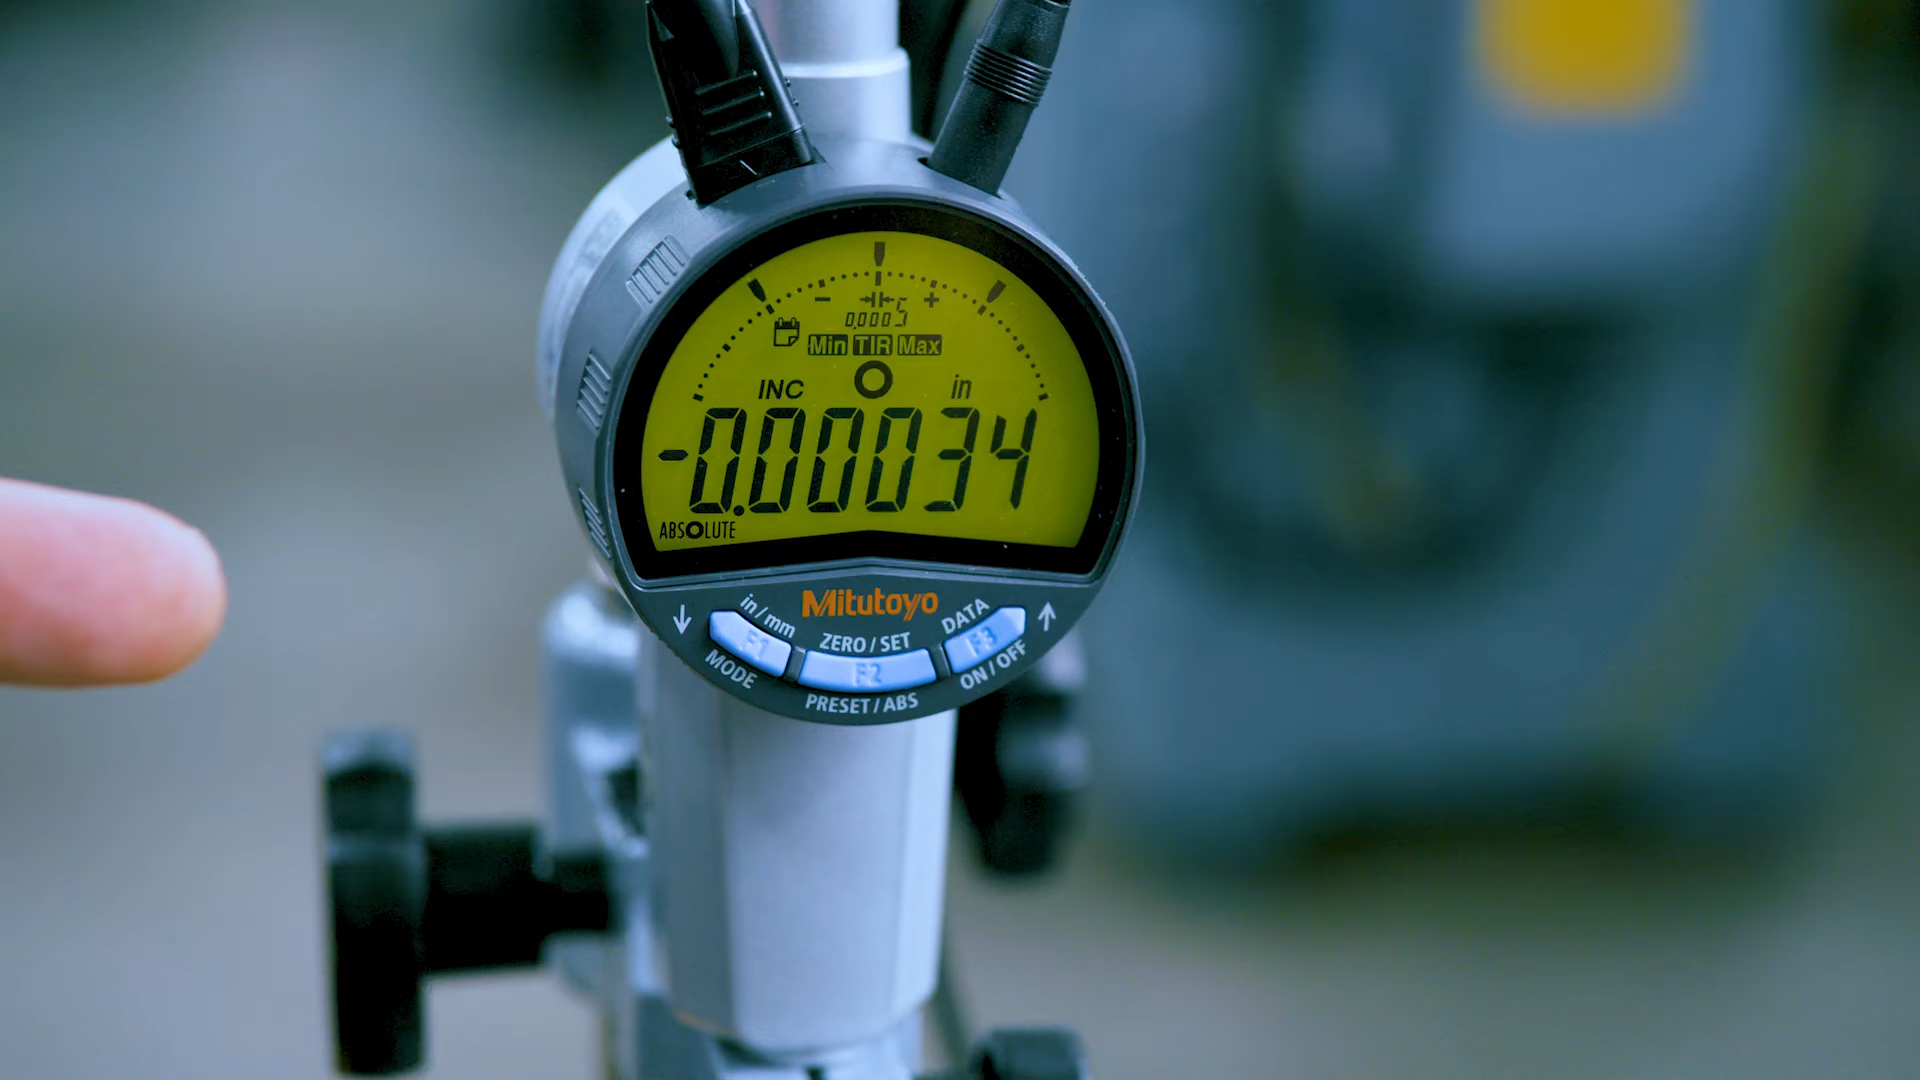 - +
0.0005
Min TIR Max
INC in
-0.00034
ABSOLUTE
Mitutoyo
in/mm ZERO/SET DATA
F1 F2 F3
MODE PRESET/ABS ON/OFF